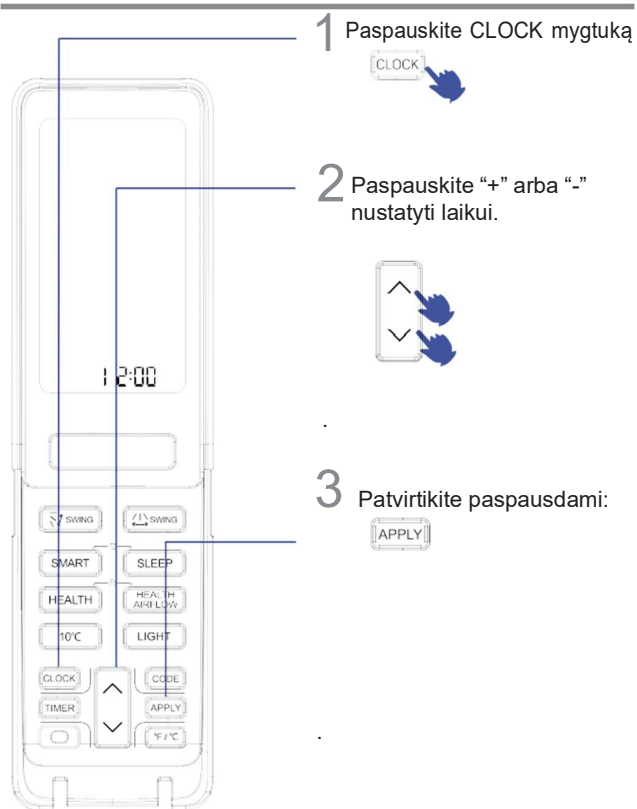 1 Paspauskite CLOCK mygtuką
CLOCK
2 Paspauskite “+” arba “-”
nustatyti laikui.
.
3 Patvirtikite paspausdami:
APPLY
.
12:00
SWING SWING
SMART SLEEP
HEALTH HEALTH AIRFLOW
10℃ LIGHT
CLOCK CODE
TIMER APPLY
℉/℃